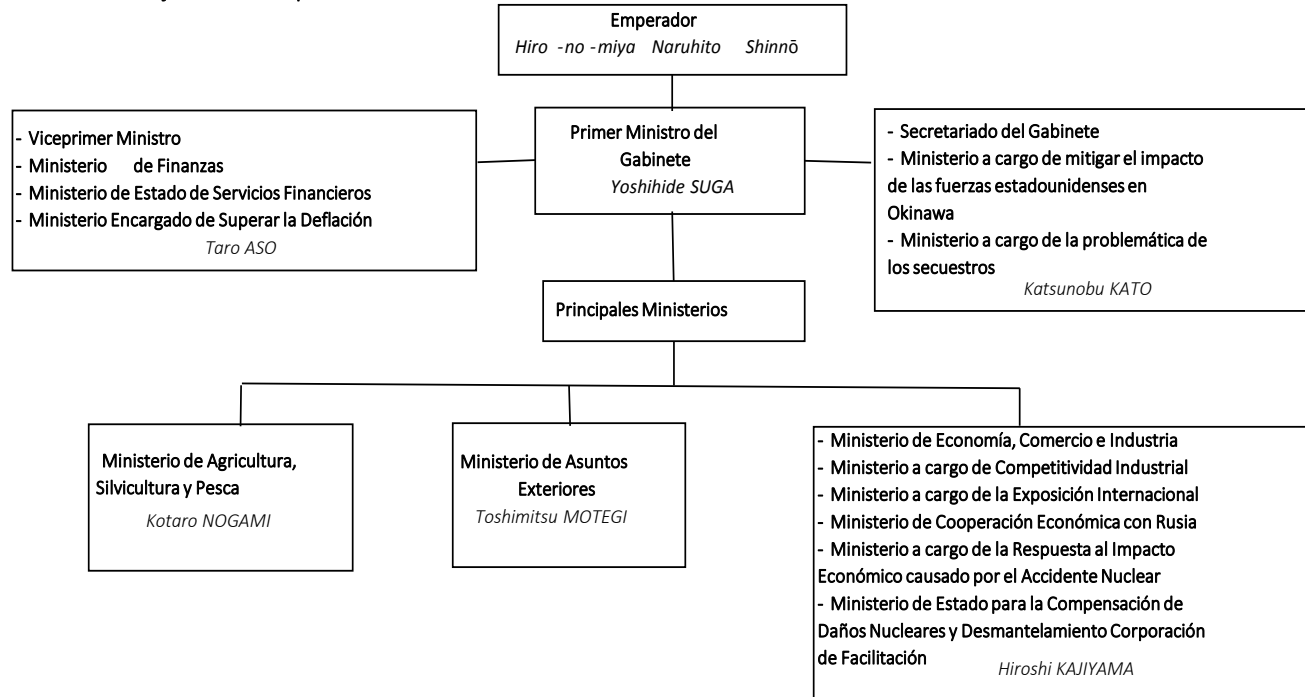 Emperador
Hiro -no -miya Naruhito Shinnō
- Viceprimer Ministro
- Ministerio de Finanzas
- Ministerio de Estado de Servicios Financieros
- Ministerio Encargado de Superar la Deflación
Taro ASO
Primer Ministro del
Gabinete
Yoshihide SUGA
- Secretariado del Gabinete
- Ministerio a cargo de mitigar el impacto
de las fuerzas estadounidenses en
Okinawa
- Ministerio a cargo de la problemática de
los secuestros
Katsunobu KATO
Principales Ministerios
Ministerio de Agricultura,
Silvicultura y Pesca
Kotaro NOGAMI
Ministerio de Asuntos
Exteriores
Toshimitsu MOTEGI
- Ministerio de Economía, Comercio e Industria
- Ministerio a cargo de Competitividad Industrial
- Ministerio a cargo de la Exposición Internacional
- Ministerio de Cooperación Económica con Rusia
- Ministerio a cargo de la Respuesta al Impacto
Económico causado por el Accidente Nuclear
- Ministerio de Estado para la Compensación de
Daños Nucleares y Desmantelamiento Corporación
de Facilitación
Hiroshi KAJIYAMA